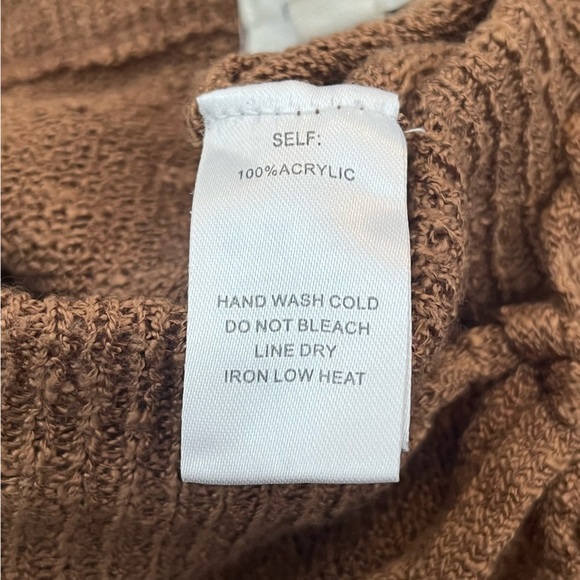 SELF:
100%ACRYLIC
HAND WASH COLD
DO NOT BLEACH
LINE DRY
IRON LOW HEAT